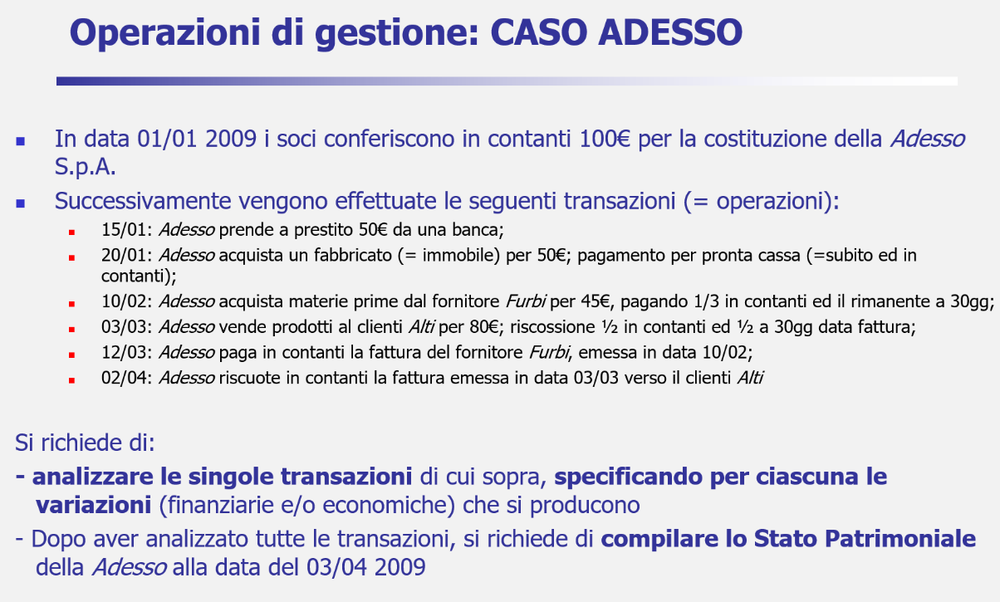 Operazioni di gestione: CASO ADESSO
In data 01/01 2009 i soci conferiscono in contanti 100€ per la costituzione della Adesso
S.p.A.
Successivamente vengono effettuate le seguenti transazioni (= operazioni):
15/01: Adesso prende a prestito 50€ da una banca;
20/01: Adesso acquista un fabbricato (= immobile) per 50€; pagamento per pronta cassa (=subito ed in
contanti);
10/02: Adesso acquista materie prime dal fornitore Furbi per 45€, pagando 1/3 in contanti ed il rimanente a 30gg;
03/03: Adesso vende prodotti al clienti Alti per 80€; riscossione ½ in contanti ed ½ a 30gg data fattura;
12/03: Adesso paga in contanti la fattura del fornitore Furbi, emessa in data 10/02;
02/04: Adesso riscuote in contanti la fattura emessa in data 03/03 verso il clienti Alti
Si richiede di:
- analizzare le singole transazioni di cui sopra, specificando per ciascuna le
variazioni (finanziarie e/o economiche) che si producono
- Dopo aver analizzato tutte le transazioni, si richiede di compilare lo Stato Patrimoniale
della Adesso alla data del 03/04 2009